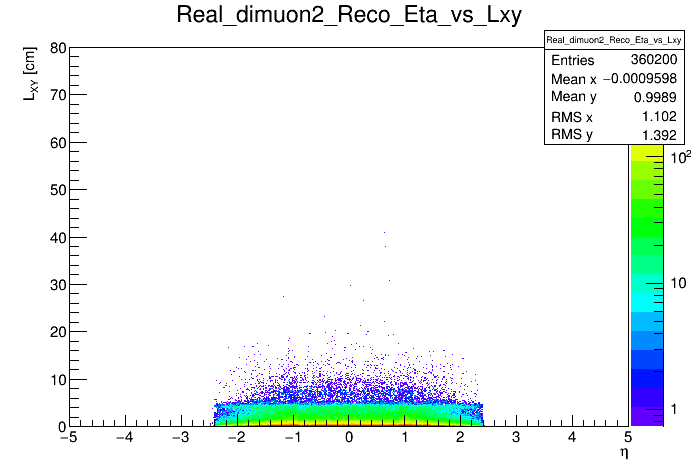 Real_dimuon2_Reco_Eta_vs_Lxy
Real_dimuon2_Reco_Eta_vs_Lxy
Entries 360200
Mean x −0.0009598
Mean y 0.9989
RMS x 1.102
RMS y 1.392
L_XY [cm]
80
70
60
50
40
30
20
10
0
−5 −4 −3 −2 −1 0 1 2 3 4 5
η
10²
10
1